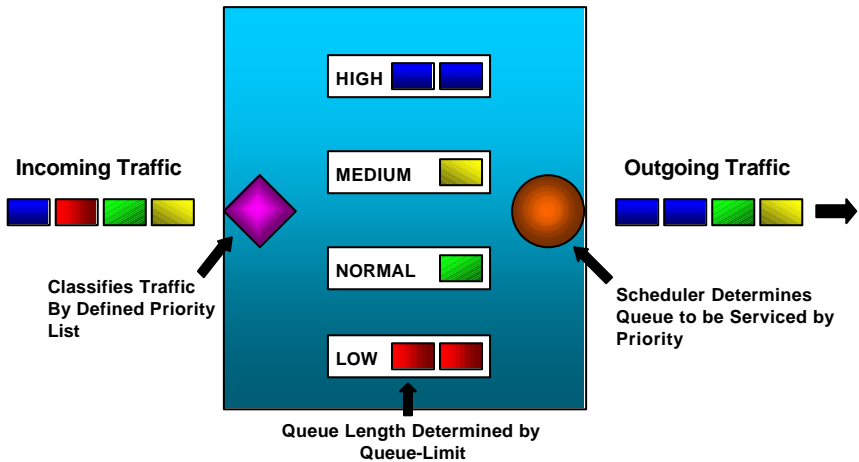 HIGH
MEDIUM
NORMAL
LOW
Incoming Traffic
Classifies Traffic
By Defined Priority
List
Outgoing Traffic
Scheduler Determines
Queue to be Serviced by
Priority
Queue Length Determined by
Queue-Limit